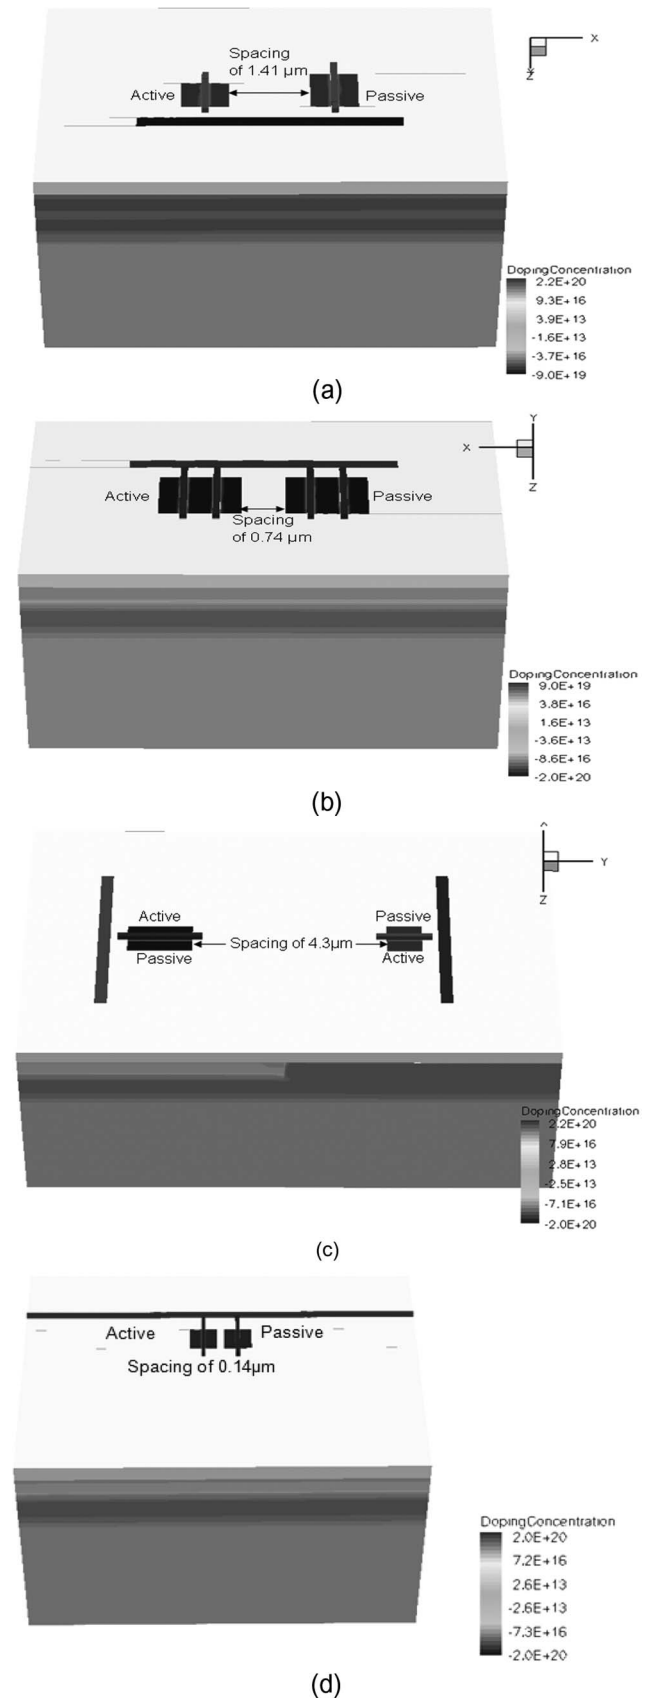 Spacing
of 1.41 µm
Active
Passive
X
Z
DopingConcentration
2.2E+20
9.3E+16
3.9E+13
-1.6E+13
-3.7E+16
-9.0E+19
(a)
Y
X
Z
Active
Passive
Spacing
of 0.74 µm
DopingConcentration
9.0E+19
3.8E+16
1.6E+13
-3.6E+13
-8.6E+16
-2.0E+20
(b)
Y
Z
Active
Passive
Spacing of 4.3µm
Passive
Active
DopingConcentration
2.2E+20
7.9E+16
2.8E+13
-2.5E+13
-7.1E+16
-2.0E+20
(c)
Active
Passive
Spacing of 0.14µm
DopingConcentration
2.0E+20
7.2E+16
2.6E+13
-2.6E+13
-7.3E+16
-2.0E+20
(d)